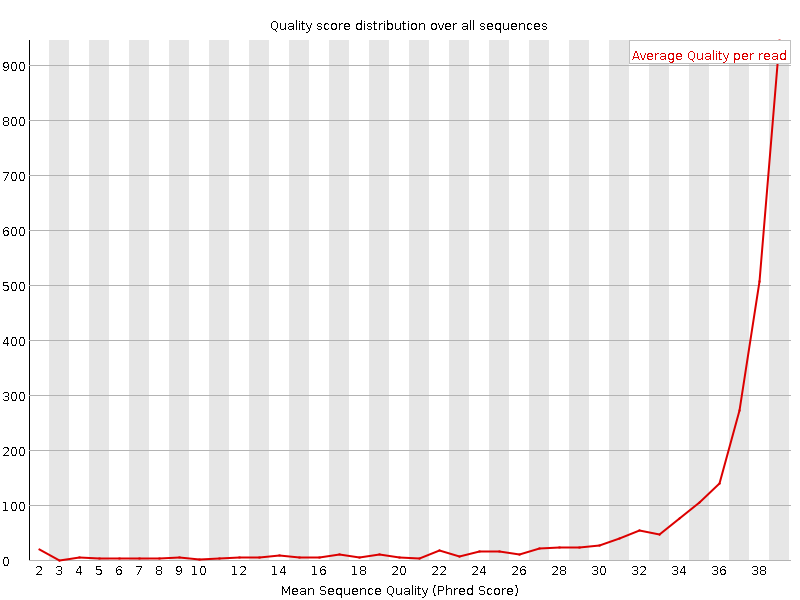 Quality score distribution over all sequences
Average Quality per read
900
800
700
600
500
400
300
200
100
0
2 3 4 5 6 7 8 9 10 12 14 16 18 20 22 24 26 28 30 32 34 36 38
Mean Sequence Quality (Phred Score)